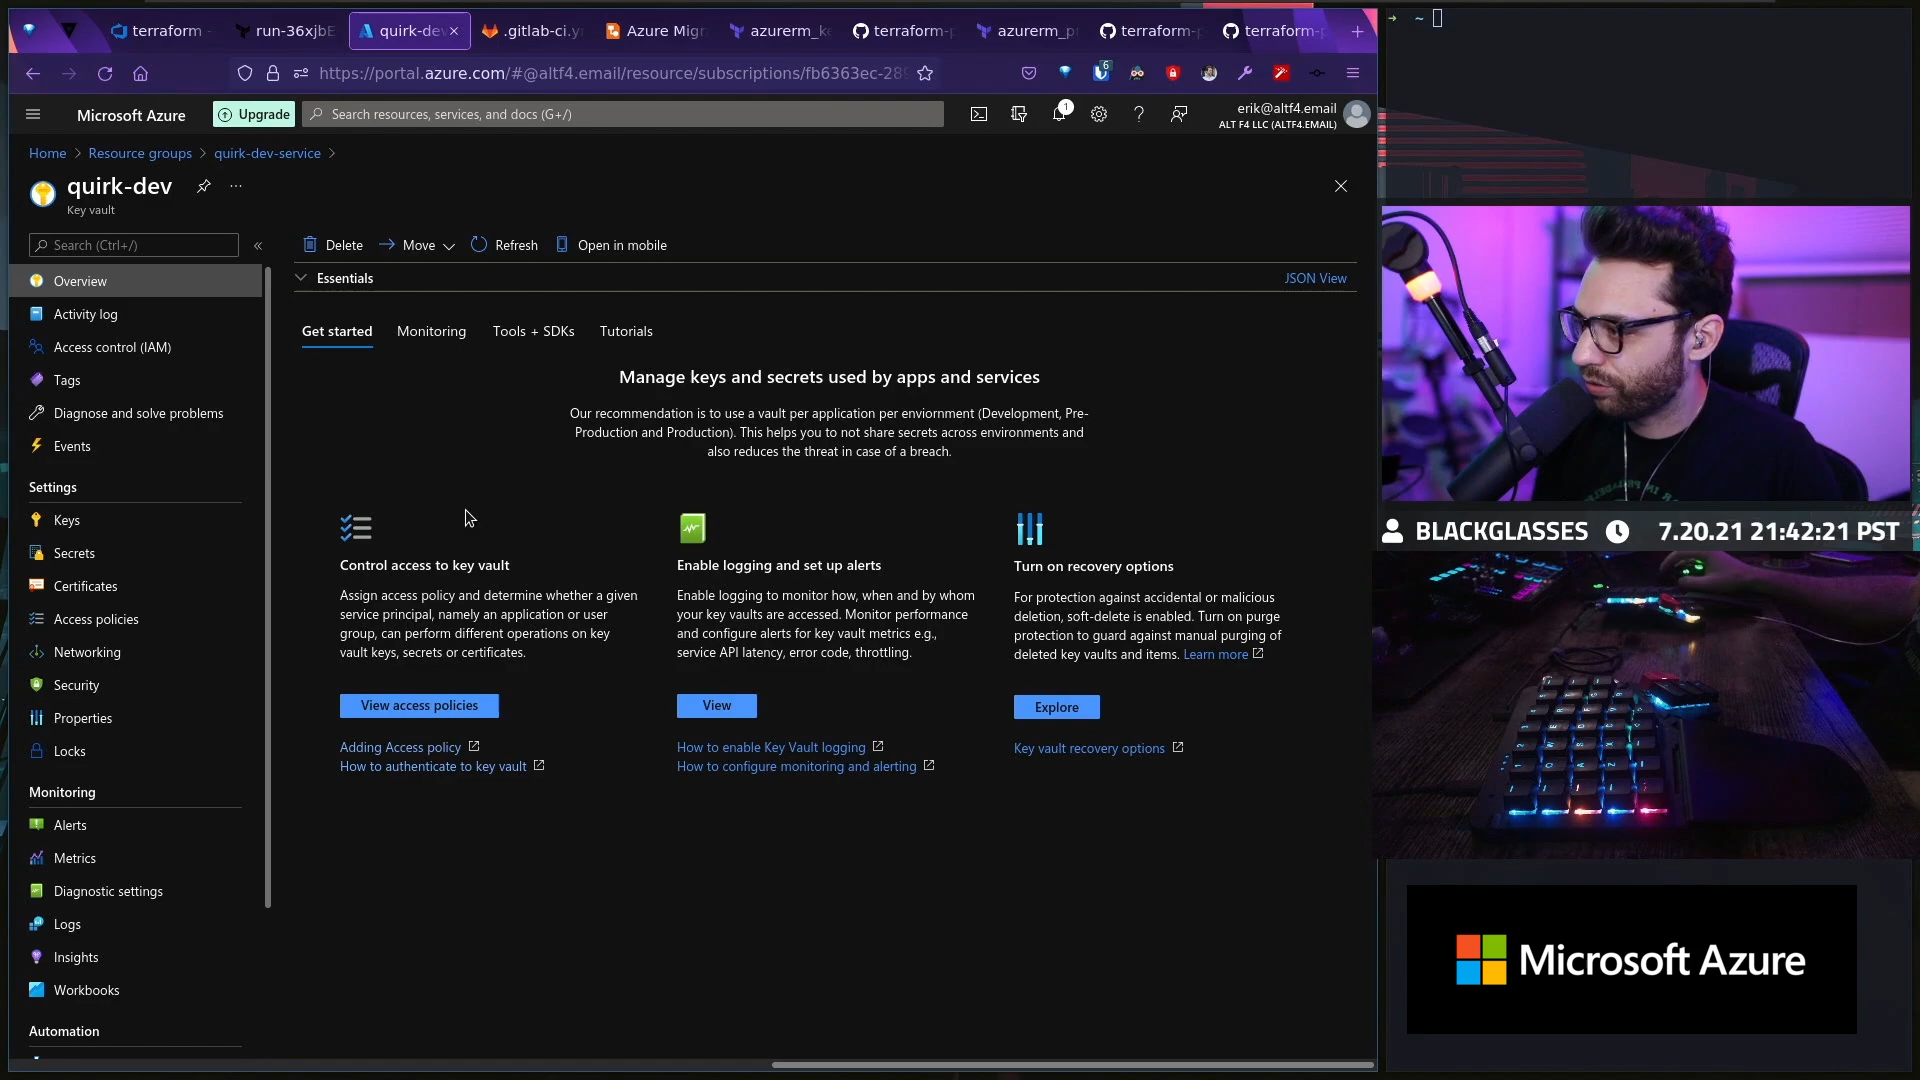 terraform -
run-36xjbE
quirk-dev
.gitlab-ci.y
Azure Migr
azurerm_ke
terraform-p
azurerm_p
terraform-p
terraform-p
https://portal.azure.com/#@altf4.email/resource/subscriptions/fb6363ec-289
6
Microsoft Azure
Upgrade
Search resources, services, and docs (G+/)
1
erik@altf4.email
ALT F4 LLC (ALTF4.EMAIL)
Home > Resource groups > quirk-dev-service >
quirk-dev
Key vault
Search (Ctrl+/)
Overview
Activity log
Access control (IAM)
Tags
Diagnose and solve problems
Events
Settings
Keys
Secrets
Certificates
Access policies
Networking
Security
Properties
Locks
Monitoring
Alerts
Metrics
Diagnostic settings
Logs
Insights
Workbooks
Automation
Delete
Move
Refresh
Open in mobile
Essentials
JSON View
Get started
Monitoring
Tools + SDKs
Tutorials
Manage keys and secrets used by apps and services
Our recommendation is to use a vault per application per enviornment (Development, Pre-
Production and Production). This helps you to not share secrets across environments and
also reduces the threat in case of a breach.
Control access to key vault
Assign access policy and determine whether a given
service principal, namely an application or user
group, can perform different operations on key
vault keys, secrets or certificates.
View access policies
Adding Access policy
How to authenticate to key vault
Enable logging and set up alerts
Enable logging to monitor how, when and by whom
your key vaults are accessed. Monitor performance
and configure alerts for key vault metrics e.g.,
service API latency, error code, throttling.
View
How to enable Key Vault logging
How to configure monitoring and alerting
Turn on recovery options
For protection against accidental or malicious
deletion, soft-delete is enabled. Turn on purge
protection to guard against manual purging of
deleted key vaults and items. Learn more
Explore
Key vault recovery options
~
BLACKGLASSES
7.20.21 21:42:21 PST
Microsoft Azure